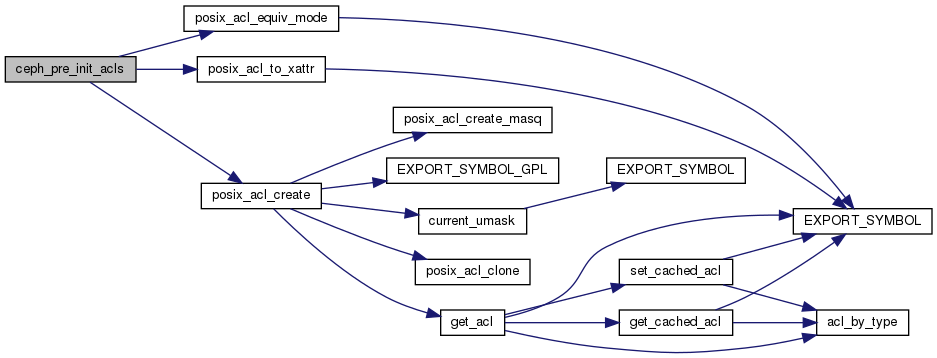 posix_acl_equiv_mode
ceph_pre_init_acls
posix_acl_to_xattr
posix_acl_create_masq
EXPORT_SYMBOL_GPL
EXPORT_SYMBOL
posix_acl_create
current_umask
EXPORT_SYMBOL
posix_acl_clone
set_cached_acl
get_acl
get_cached_acl
acl_by_type